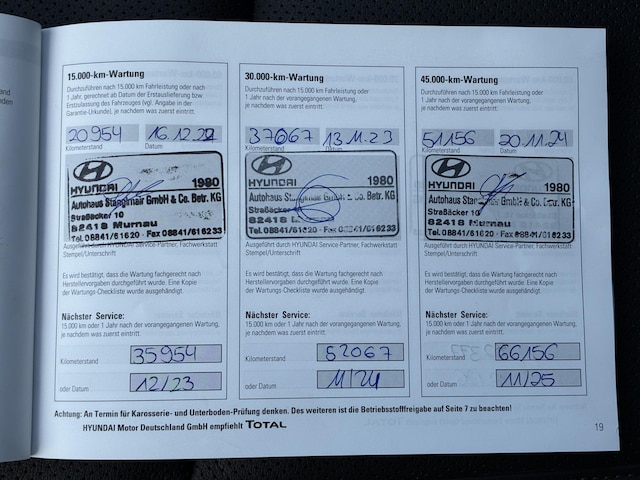 15.000-km-Wartung
Durchzuführen nach 15.000 km Fahrleistung oder nach
1 Jahr, gerechnet ab Datum der Erstauslieferung bzw.
Erstzulassung des Fahrzeuges (vgl. Angabe in der
Garantie-Urkunde), je nachdem was zuerst eintritt.
20954 16.12.22
Kilometerstand Datum
HYUNDAI 1980
Autohaus GmbH & Co. Betr. KG
Straßäcker 10
82418 Murnau
Tel. 08841/61620 · Fax 08841/616233
Ausgeführt durch HYUNDAI Service-Partner, Fachwerkstatt
Stempel/Unterschrift
Es wird bestätigt, dass die Wartung fachgerecht nach
Herstellervorgaben durchgeführt wurde. Eine Kopie
der Wartungs-Checkliste wurde ausgehändigt.
Nächster Service:
15.000 km oder 1 Jahr nach der vorangegangenen Wartung,
je nachdem was zuerst eintritt.
Kilometerstand 35954
oder Datum 12/23
30.000-km-Wartung
Durchzuführen nach 15.000 km Fahrleistung oder
1 Jahr nach der vorangegangenen Wartung,
je nachdem was zuerst eintritt.
37067 13.11.23
Kilometerstand Datum
HYUNDAI 1980
Autohaus GmbH & Co. Betr. KG
Straßäcker 10
82418
Tel. 08841/61620 · Fax 08841/616233
Ausgeführt durch HYUNDAI Service-Partner, Fachwerkstatt
Stempel/Unterschrift
Es wird bestätigt, dass die Wartung fachgerecht nach
Herstellervorgaben durchgeführt wurde. Eine Kopie
der Wartungs-Checkliste wurde ausgehändigt.
Nächster Service:
15.000 km oder 1 Jahr nach der vorangegangenen Wartung,
je nachdem was zuerst eintritt.
Kilometerstand 52067
oder Datum 11/24
45.000-km-Wartung
Durchzuführen nach 15.000 km Fahrleistung oder
1 Jahr nach der vorangegangenen Wartung,
je nachdem was zuerst eintritt.
51156 20.11.24
Kilometerstand Datum
HYUNDAI 1980
Autohaus GmbH & Co. Betr. KG
Straßäcker 10
82418 Murnau
Tel. 08841/61620 · Fax 08841/616233
Ausgeführt durch HYUNDAI Service-Partner, Fachwerkstatt
Stempel/Unterschrift
Es wird bestätigt, dass die Wartung fachgerecht nach
Herstellervorgaben durchgeführt wurde. Eine Kopie
der Wartungs-Checkliste wurde ausgehändigt.
Nächster Service:
15.000 km oder 1 Jahr nach der vorangegangenen Wartung,
je nachdem was zuerst eintritt.
Kilometerstand 66156
oder Datum 11/25
Achtung: An Termin für Karosserie- und Unterboden-Prüfung denken. Des weiteren ist die Betriebsstofffreigabe auf Seite 7 zu beachten!
HYUNDAI Motor Deutschland GmbH empfiehlt TOTAL
19